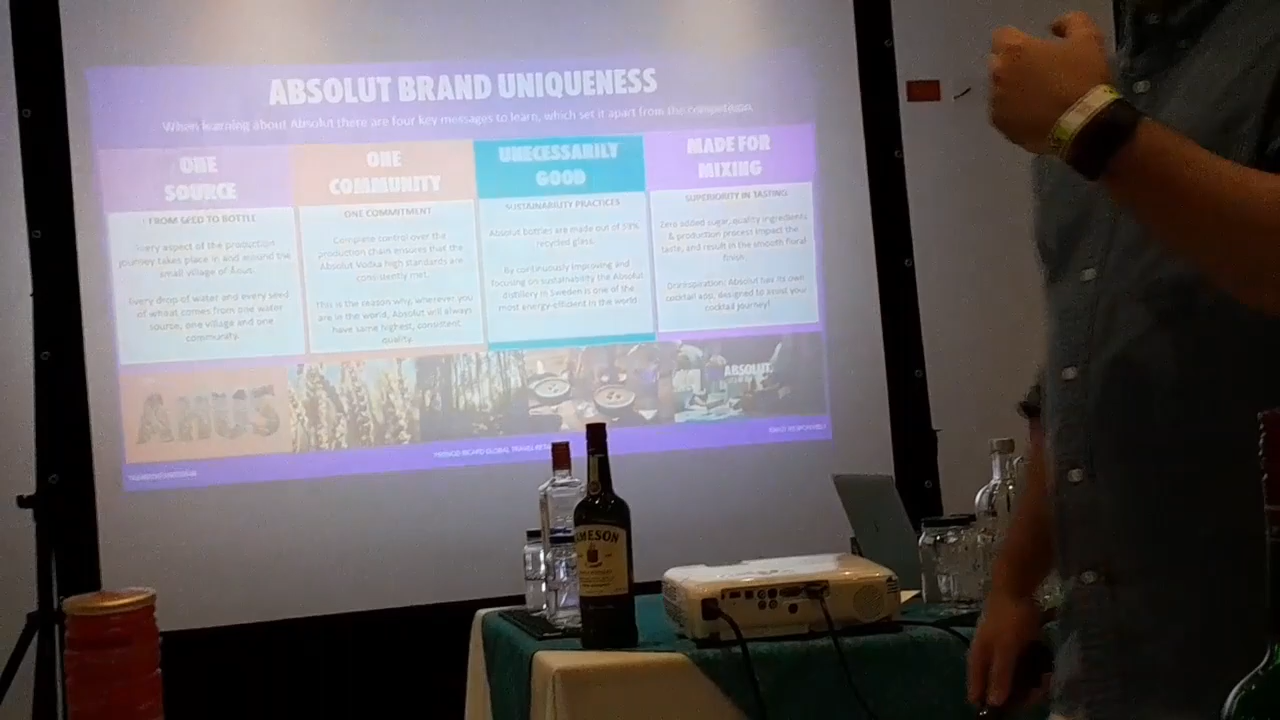 ABSOLUT BRAND UNIQUENESS
When learning about Absolut there are four key messages to learn, which set it apart from the competition.
ONE
SOURCE
FROM SEED TO BOTTLE
Every aspect of the production
journey takes place in and around the
small village of Åhus.
Every drop of water and every seed
of wheat comes from one water
source, one village and one
community.
ONE
COMMUNITY
ONE COMMITMENT
Complete control over the
production chain ensures that the
Absolut Vodka high standards are
consistently met.
This is the reason why, wherever you
are in the world, Absolut will always
have same highest, consistent
quality.
UNECESSARILY
GOOD
SUSTAINABILITY PRACTICES
Absolut bottles are made out of
recycled glass.
By continuously improving and
focusing on sustainability the Absolut
distillery in Sweden is one of the
most energy-efficient in the world
MADE FOR
MIXING
SUPERIORITY IN TASTING
Zero added sugar, quality ingredients
& production process impact the
taste, and result in the smooth floral
finish.
Drinkspiration: Absolut has its own
cocktail app, designed to assist you
cocktail journey!
AHUS
ABSOLUT
PERNOD RICARD GLOBAL TRAVEL
JAMESON